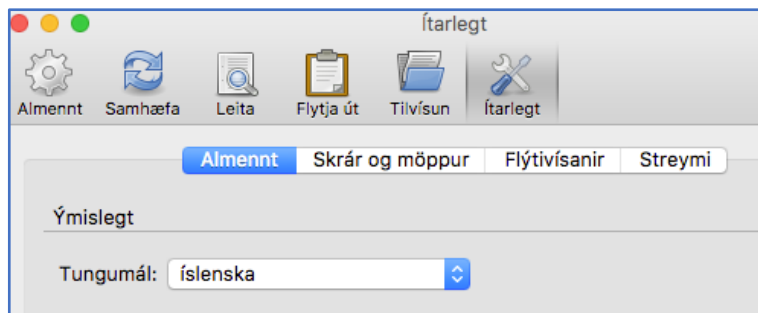 Ítarlegt
Almennt Samhæfa Leita Flytja út Tilvísun Ítarlegt
Almennt Skrár og möppur Flýtivísanir Streymi
Ýmislegt
Tungumál: íslenska